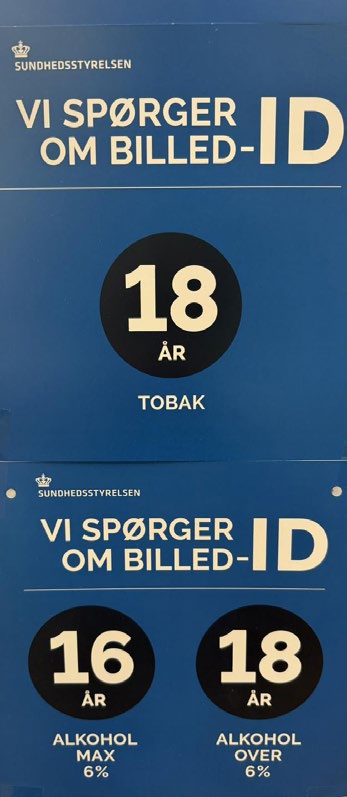 SUNDHEDSSTYRELSEN
VI SPØRGER
OM BILLED-ID
18
ÅR
TOBAK
SUNDHEDSSTYRELSEN
VI SPØRGER
OM BILLED-ID
16
ÅR
ALKOHOL
MAX
6%
18
ÅR
ALKOHOL
OVER
6%